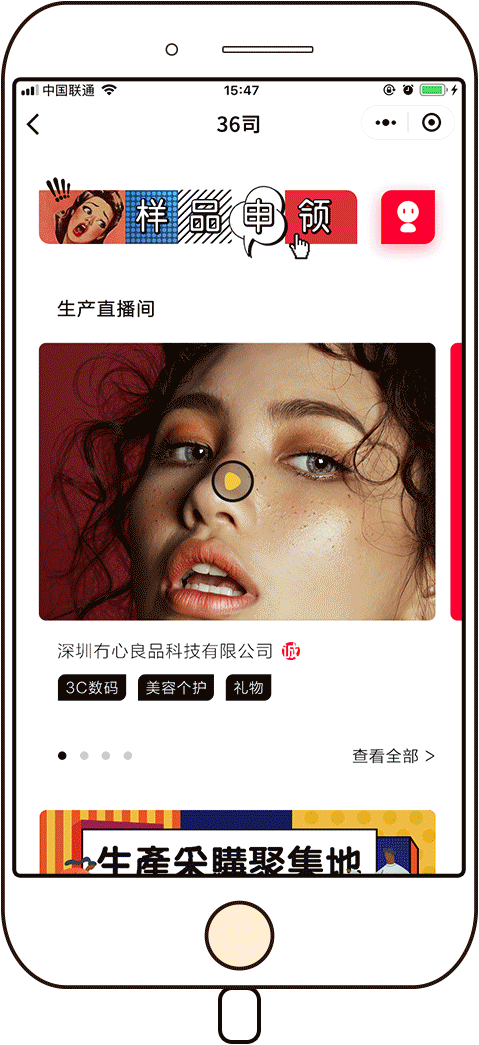 中国联通 15:47
36司
样品申领
生产直播间
深圳冇心良品科技有限公司 诚
3C数码 美容个护 礼物
查看全部 >
生產采購聚集地